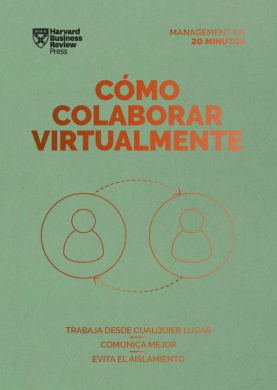 Harvard
Business
Review
Press
MANAGEMENT EN
20 MINUTOS
CÓMO
COLABORAR
VIRTUALMENTE
TRABAJA DESDE CUALQUIER LUGAR
COMUNICA MEJOR
EVITA EL AISLAMIENTO